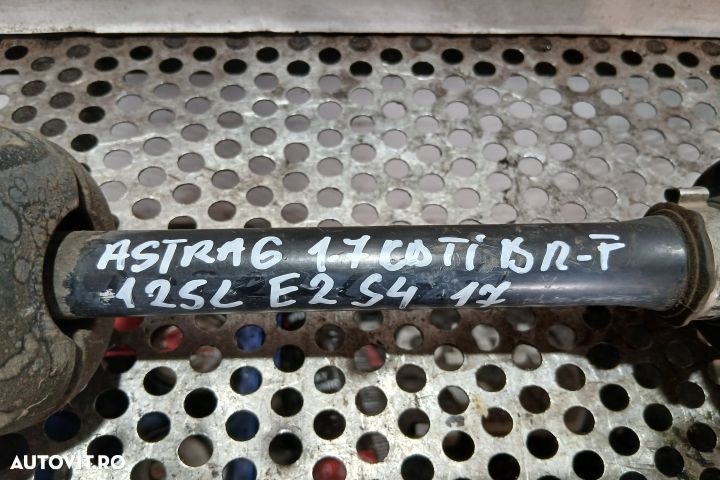 ASTRA G 1.7 CDTI DR-F
125L E2 S4 17
AUTOVIT.RO